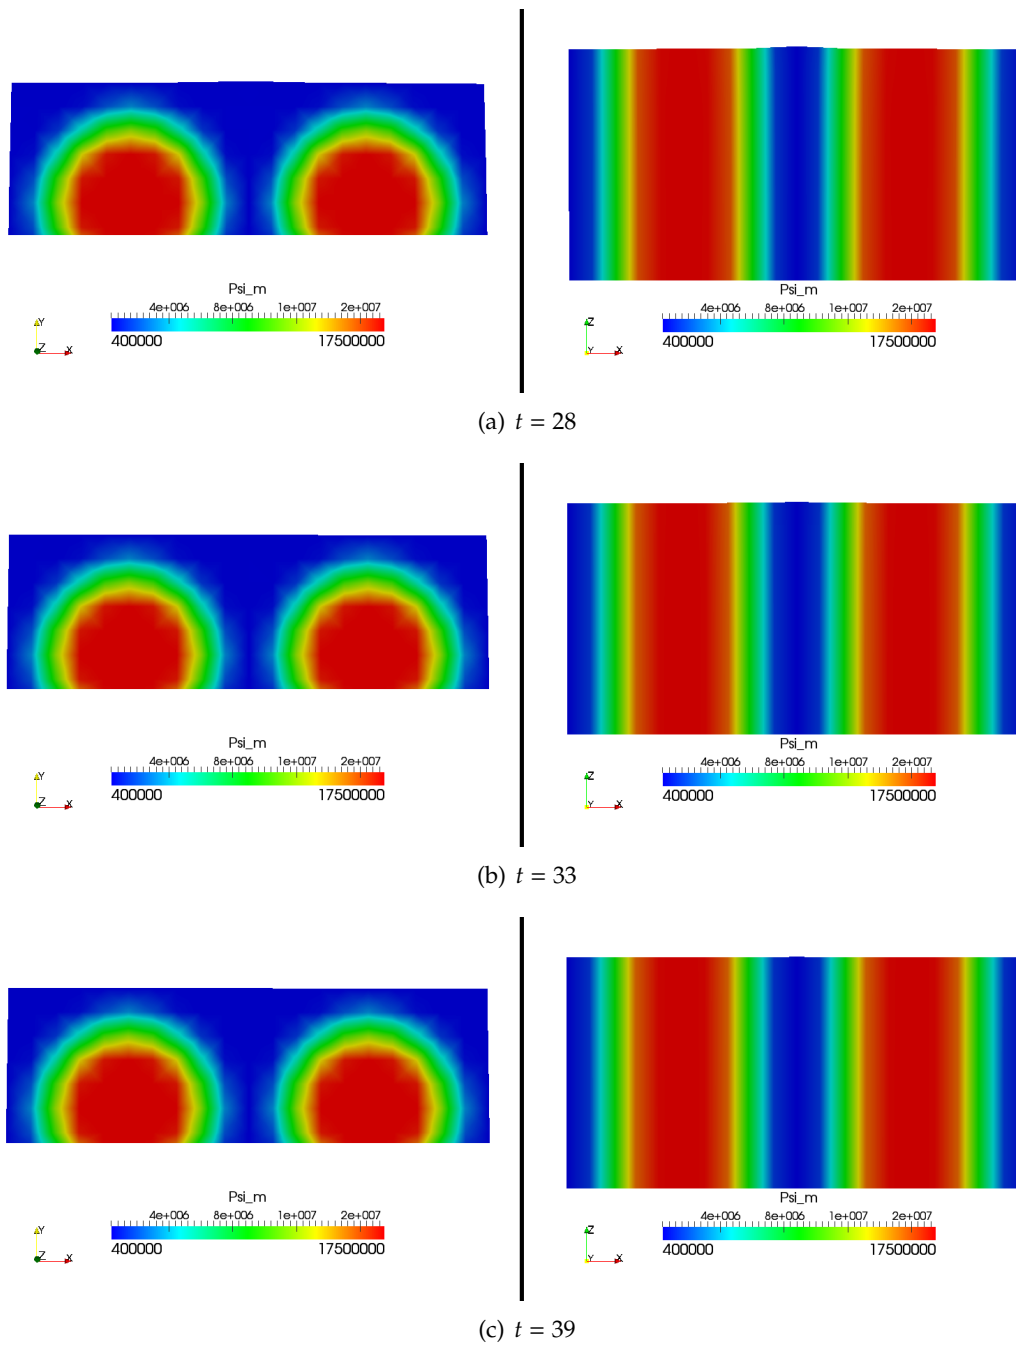 Psi_m
4e+006 8e+006 1e+007 2e+007
400000 17500000
Y
Z X
Psi_m
4e+006 8e+006 1e+007 2e+007
400000 17500000
Z
Y X
(a) t = 28
Psi_m
4e+006 8e+006 1e+007 2e+007
400000 17500000
Y
Z X
Psi_m
4e+006 8e+006 1e+007 2e+007
400000 17500000
Z
Y X
(b) t = 33
Psi_m
4e+006 8e+006 1e+007 2e+007
400000 17500000
Y
Z X
Psi_m
4e+006 8e+006 1e+007 2e+007
400000 17500000
Z
Y X
(c) t = 39